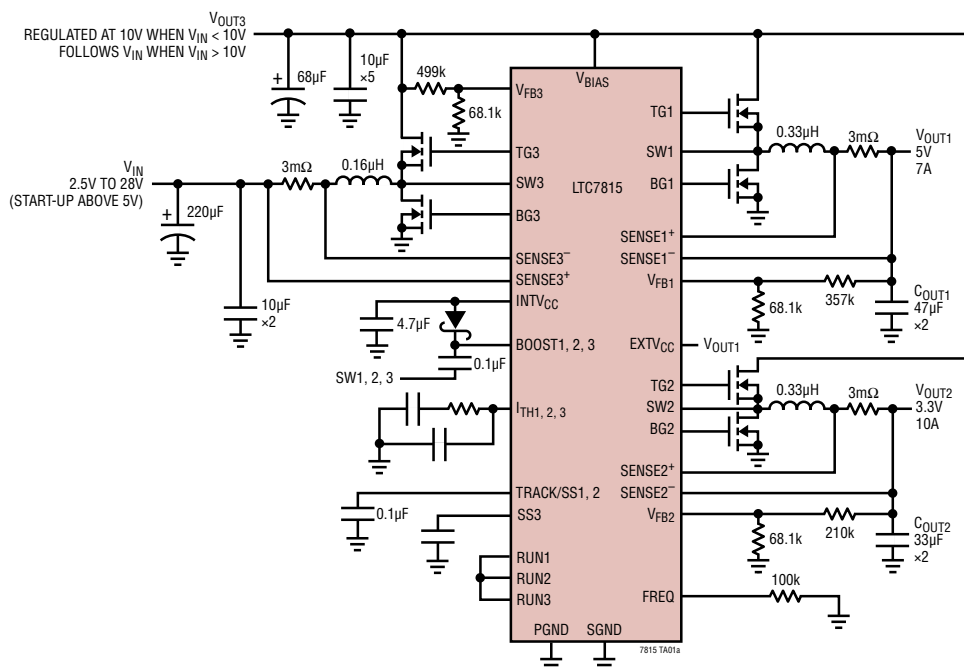 VOUT3
REGULATED AT 10V WHEN VIN < 10V
FOLLOWS VIN WHEN VIN > 10V
+
68µF
10µF
×5
499k
68.1k
VIN
2.5V TO 28V
(START-UP ABOVE 5V)
3mΩ
0.16µH
+
220µF
10µF
×2
4.7µF
0.1µF
SW1, 2, 3
0.1µF
VBIAS
LTC7815
VFB3
TG3
SW3
BG3
SENSE3–
SENSE3+
INTVCC
BOOST1, 2, 3
ITH1, 2, 3
TRACK/SS1, 2
SS3
RUN1
RUN2
RUN3
PGND
SGND
TG1
SW1
BG1
SENSE1+
SENSE1–
VFB1
EXTVCC
TG2
SW2
BG2
SENSE2+
SENSE2–
VFB2
FREQ
0.33µH
3mΩ
VOUT1
5V
7A
68.1k
357k
COUT1
47µF
×2
VOUT1
0.33µH
3mΩ
VOUT2
3.3V
10A
68.1k
210k
COUT2
33µF
×2
100k
7815 TA01a